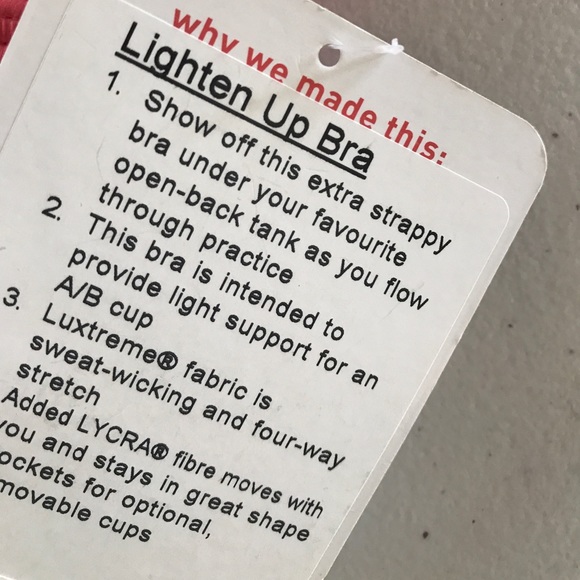 why we made this:
Lighten Up Bra
1. Show off this extra strappy
bra under your favourite
open-back tank as you flow
through practice
2. This bra is intended to
provide light support for an
A/B cup
3. Luxtreme® fabric is
sweat-wicking and four-way
stretch
Added LYCRA® fibre moves with
you and stays in great shape
ockets for optional,
movable cups